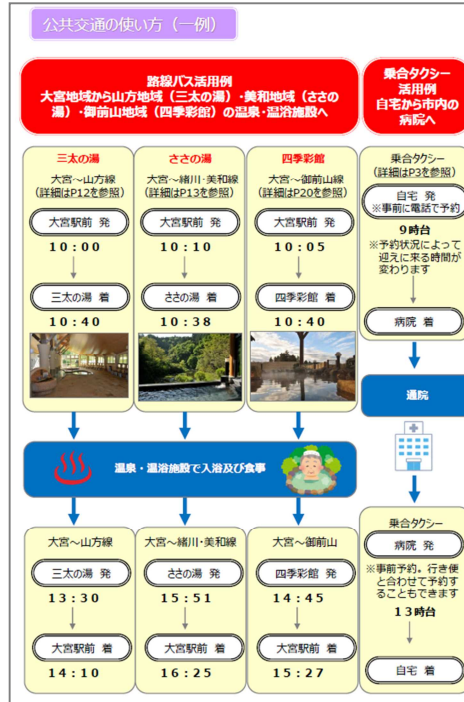 公共交通の使い方（一例）
路線バス活用例
大宮地域から山方地域（三太の湯）・美和地域（ささの
湯）・御前山地域（四季彩館）の温泉・温浴施設へ
乗合タクシー
活用例
自宅から市内の
病院へ
三太の湯
大宮～山方線
（詳細はP12を参照）
大宮駅前 発
10：00
三太の湯 着
10：40
ささの湯
大宮～緒川・美和線
（詳細はP13を参照）
大宮駅前 発
10：10
ささの湯 着
10：38
四季彩館
大宮～御前山線
（詳細はP20を参照）
大宮駅前 発
10：05
四季彩館 着
10：40
乗合タクシー
（詳細はP3を参照）
自宅 発
※事前に電話で予約
9時台
※予約状況によって
迎えに来る時間が
変わります
病院 着
温泉・温浴施設で入浴及び食事
通院
大宮～山方線
三太の湯 発
13：30
大宮駅前 着
14：10
大宮～緒川・美和線
ささの湯 発
15：51
大宮駅前 着
16：25
大宮～御前山
四季彩館 発
14：45
大宮駅前 着
15：27
乗合タクシー
病院 発
※事前予約。行き便
と合わせて予約す
ることもできます
13時台
自宅 着